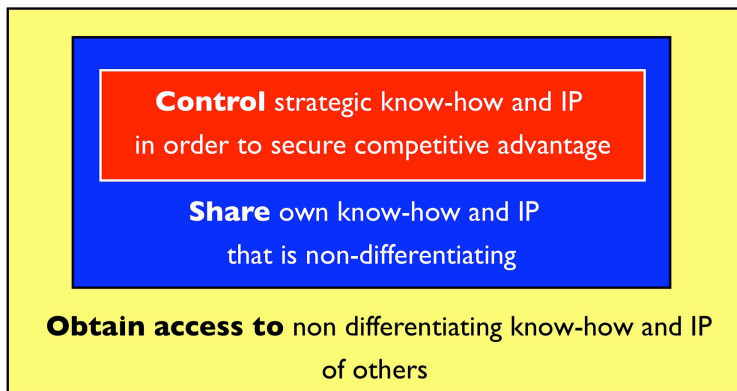 Control strategic know-how and IP
in order to secure competitive advantage
Share own know-how and IP
that is non-differentiating
Obtain access to non differentiating know-how and IP
of others